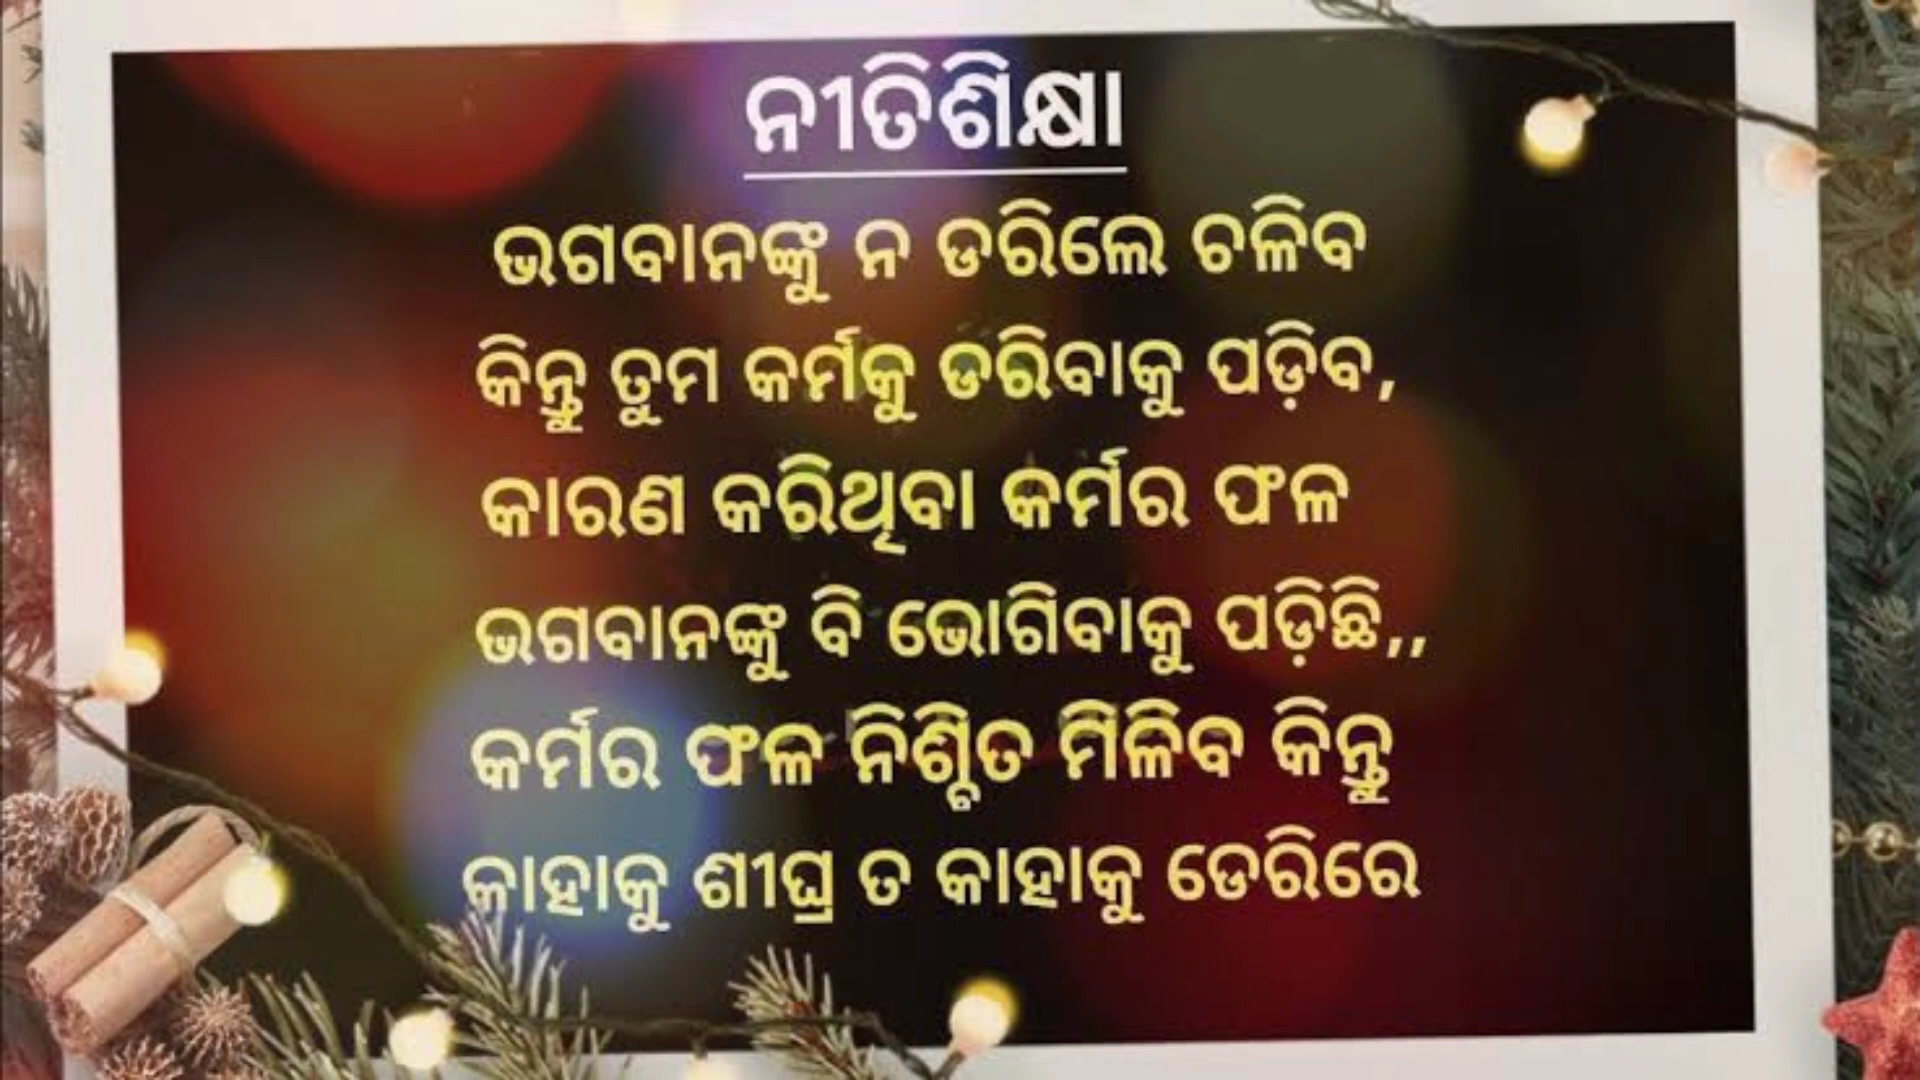 ନୀତିଶିକ୍ଷା
ଭଗବାନଙ୍କୁ ନ ଡରିଲେ ଚଳିବ
କିନ୍ତୁ ତୁମ କର୍ମକୁ ଡରିବାକୁ ପଡ଼ିବ,
କାରଣ କରିଥିବା କର୍ମର ଫଳ
ଭଗବାନଙ୍କୁ ବି ଭୋଗିବାକୁ ପଡ଼ିଛି,,
କର୍ମର ଫଳ ନିଶ୍ଚିତ ମିଳିବ କିନ୍ତୁ
କାହାକୁ ଶୀଘ୍ର ତ କାହାକୁ ଡେରିରେ